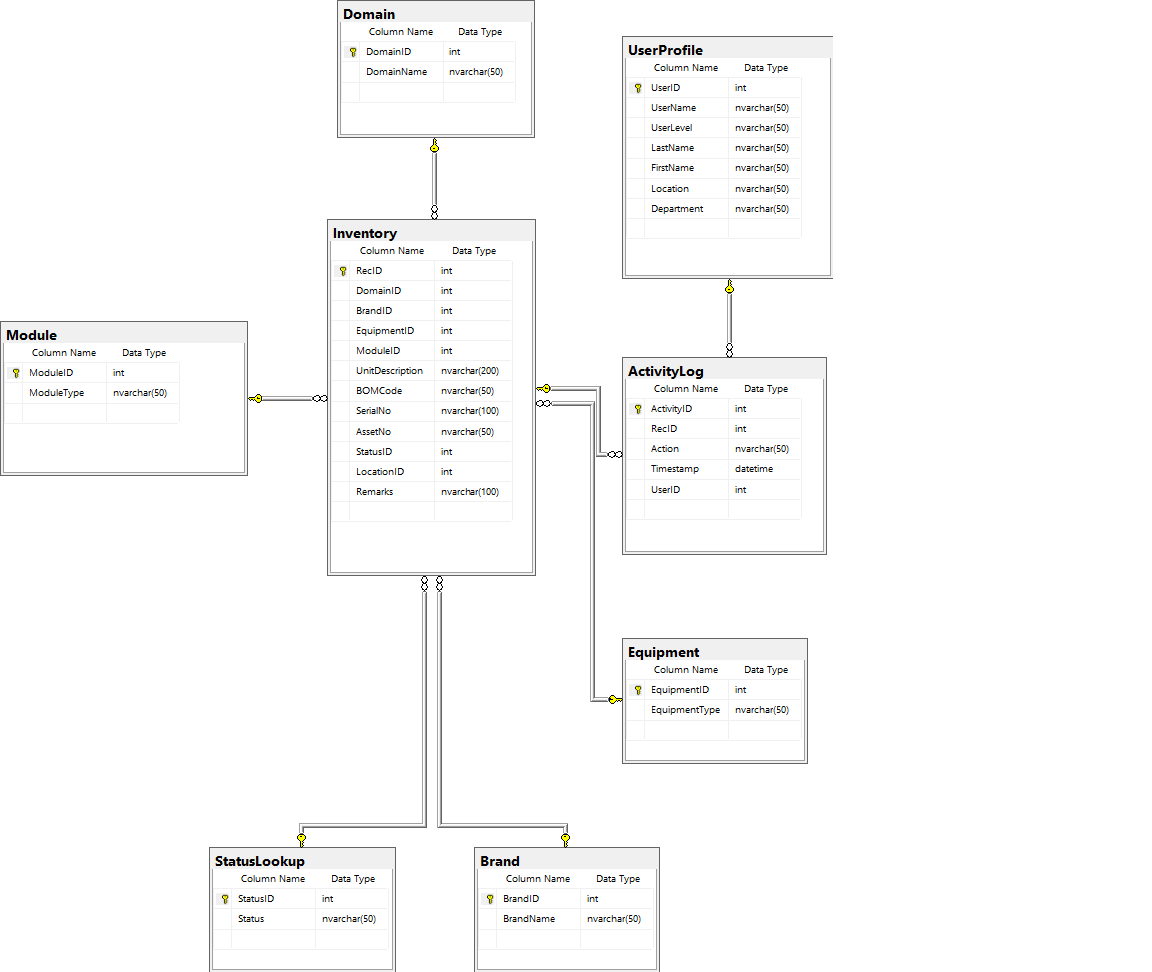 Domain
Column Name Data Type
DomainID int
DomainName nvarchar(50)
UserProfile
Column Name Data Type
UserID int
UserName nvarchar(50)
UserLevel nvarchar(50)
LastName nvarchar(50)
FirstName nvarchar(50)
Location nvarchar(50)
Department nvarchar(50)
Inventory
Column Name Data Type
RecID int
DomainID int
BrandID int
EquipmentID int
ModuleID int
UnitDescription nvarchar(200)
BOMCode nvarchar(50)
SerialNo nvarchar(100)
AssetNo nvarchar(50)
StatusID int
LocationID int
Remarks nvarchar(100)
Module
Column Name Data Type
ModuleID int
ModuleType nvarchar(50)
ActivityLog
Column Name Data Type
ActivityID int
RecID int
Action nvarchar(50)
Timestamp datetime
UserID int
Equipment
Column Name Data Type
EquipmentID int
EquipmentType nvarchar(50)
StatusLookup
Column Name Data Type
StatusID int
Status nvarchar(50)
Brand
Column Name Data Type
BrandID int
BrandName nvarchar(50)